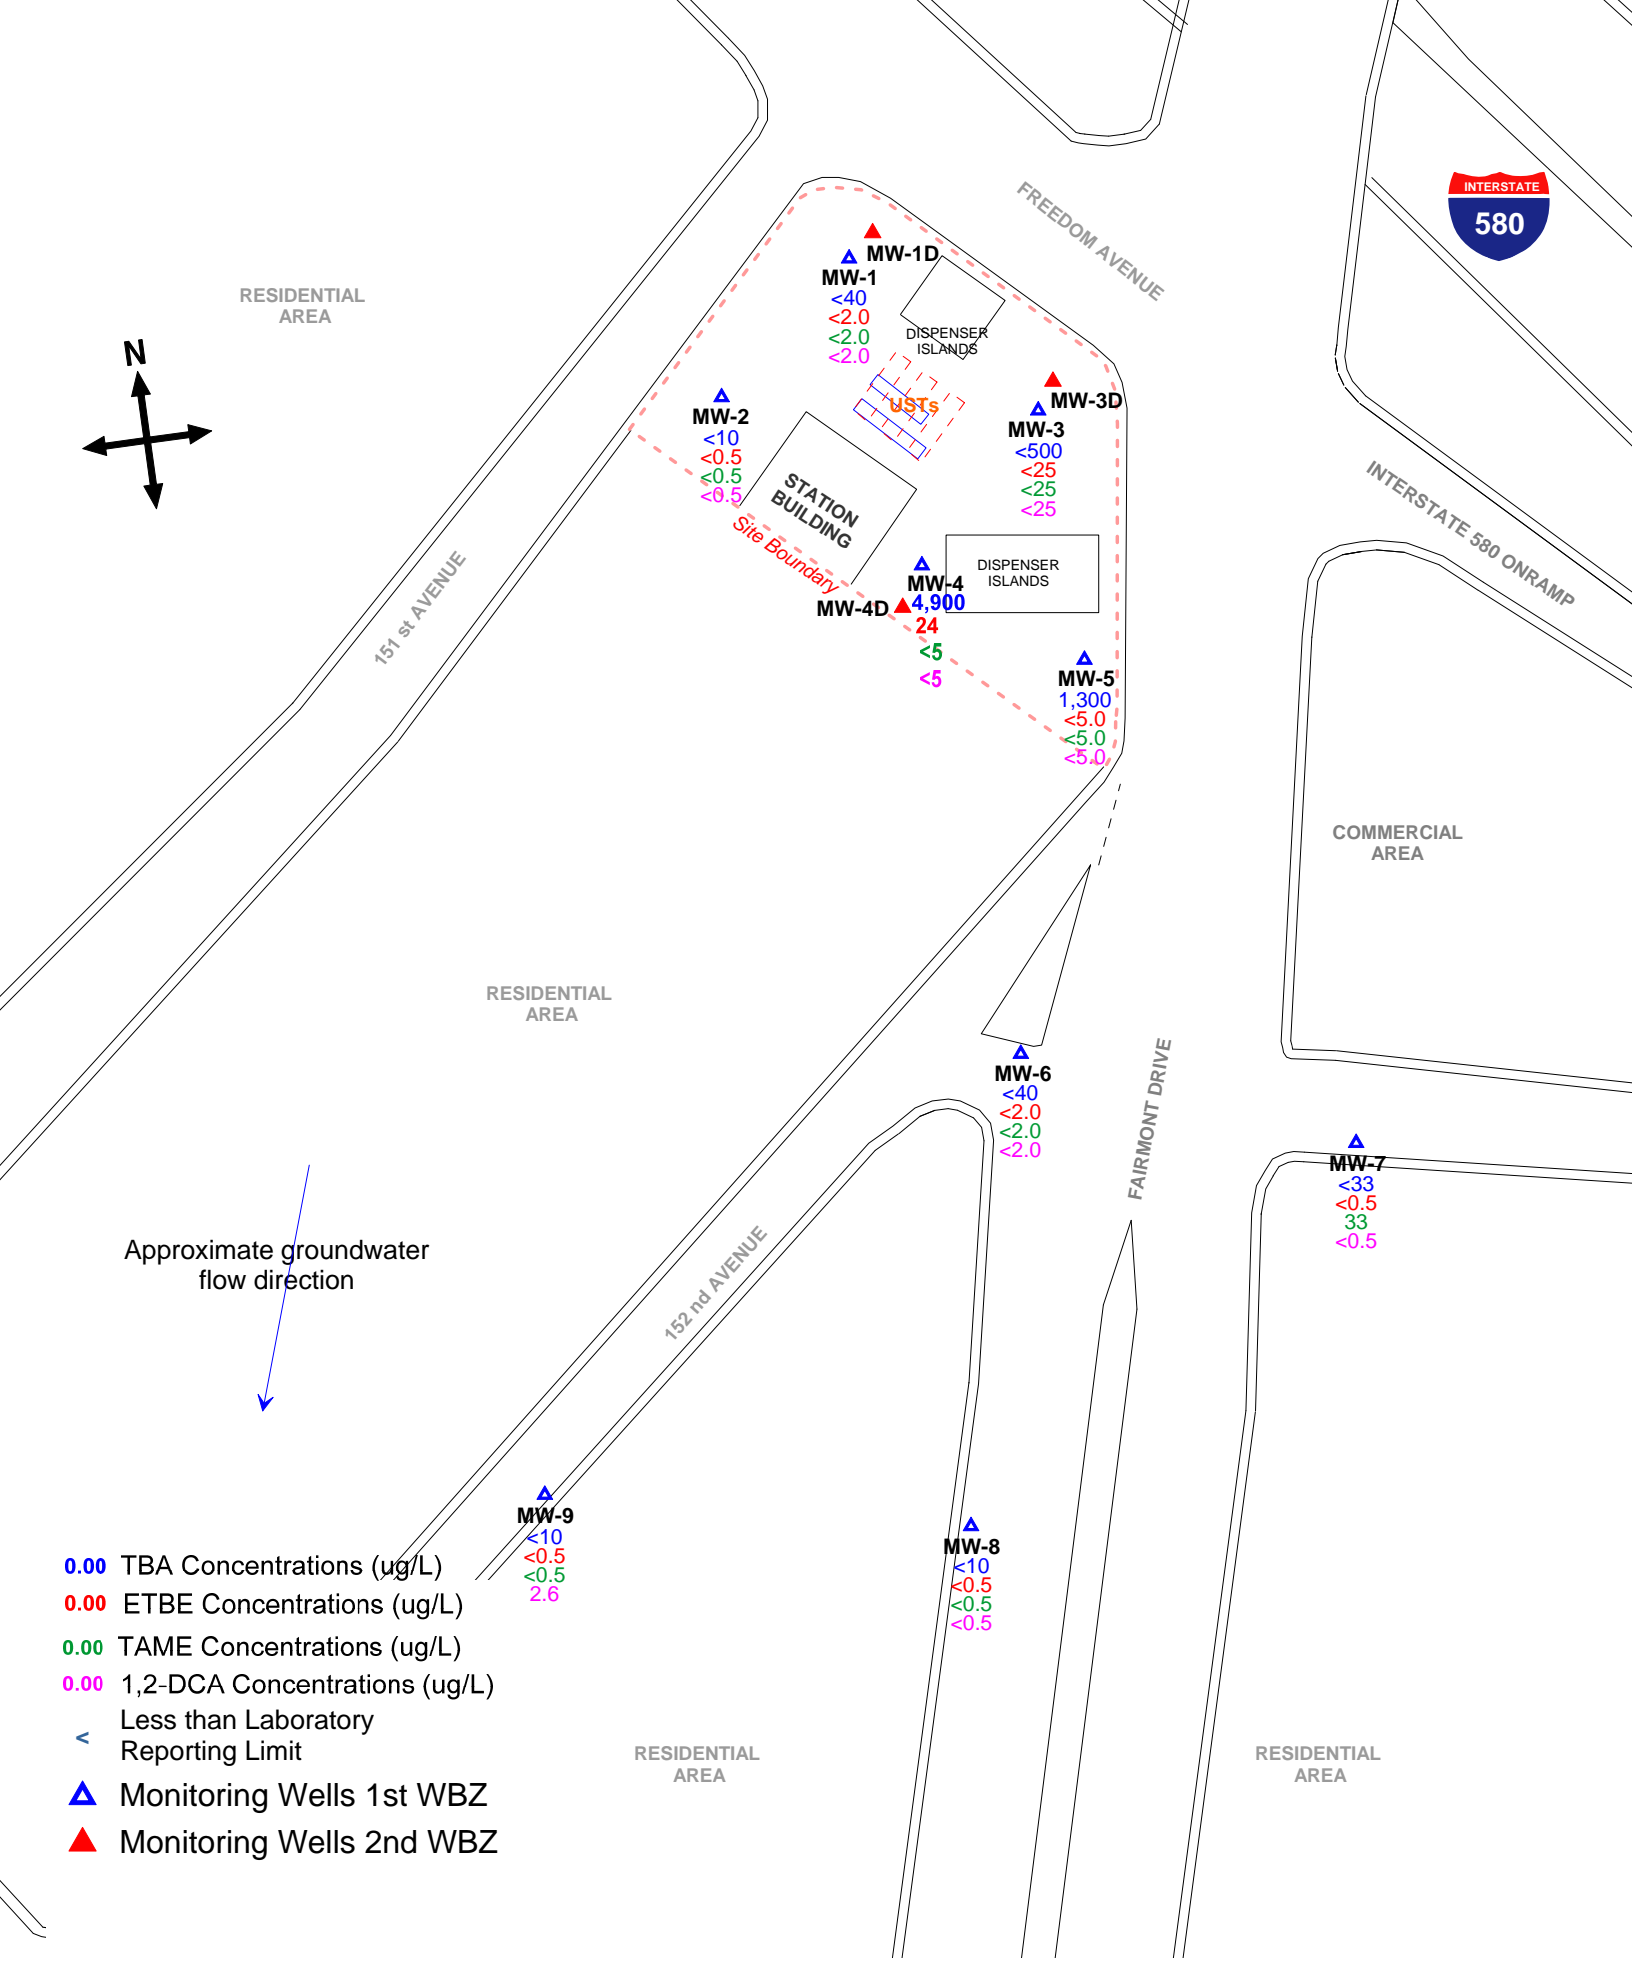 FREEDOM AVENUE
INTERSTATE
580
MW-1D
MW-1
<40
<2.0
<2.0
<2.0
RESIDENTIAL
AREA
DISPENSER
ISLANDS
N
USTs
MW-3D
MW-3
<500
<25
<25
<25
MW-2
<10
<0.5
<0.5
<0.5
STATION
BUILDING
Site Boundary
INTERSTATE 580 ONRAMP
151 st AVENUE
DISPENSER
ISLANDS
MW-4
4,900
MW-4D
24
<5
<5
MW-5
1,300
<5.0
<5.0
<5.0
COMMERCIAL
AREA
RESIDENTIAL
AREA
MW-6
<40
<2.0
<2.0
<2.0
FAIRMONT DRIVE
MW-7
<33
<0.5
33
<0.5
Approximate groundwater
flow direction
152 nd AVENUE
MW-9
<10
<0.5
<0.5
2.6
MW-8
<10
<0.5
<0.5
<0.5
0.00 TBA Concentrations (ug/L)
0.00 ETBE Concentrations (ug/L)
0.00 TAME Concentrations (ug/L)
0.00 1,2-DCA Concentrations (ug/L)
< Less than Laboratory
Reporting Limit
Monitoring Wells 1st WBZ
Monitoring Wells 2nd WBZ
RESIDENTIAL
AREA
RESIDENTIAL
AREA